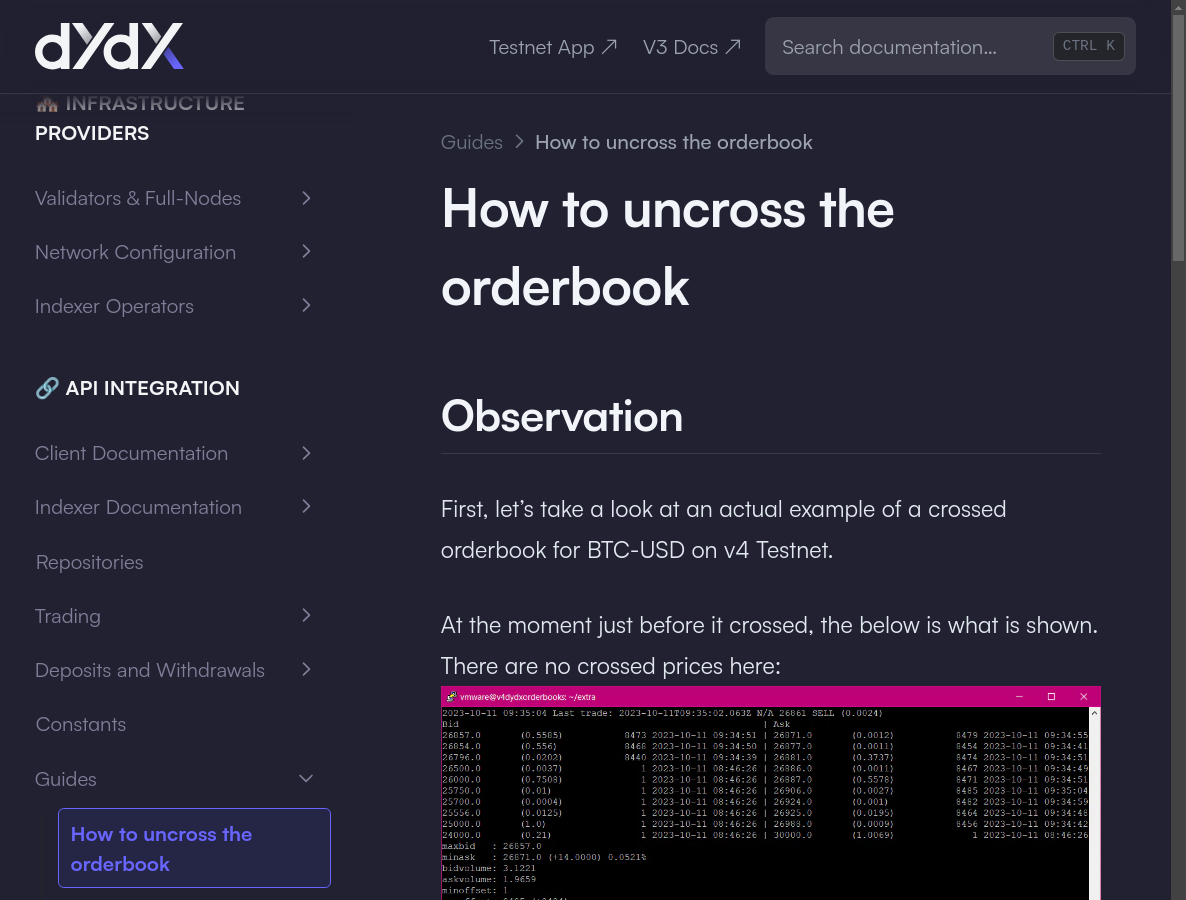 dYdX
Testnet App
V3 Docs
Search documentation…
CTRL K
INFRASTRUCTURE
PROVIDERS
Validators & Full-Nodes
Network Configuration
Indexer Operators
API INTEGRATION
Client Documentation
Indexer Documentation
Repositories
Trading
Deposits and Withdrawals
Constants
Guides
How to uncross the
orderbook
Guides > How to uncross the orderbook
How to uncross the
orderbook
Observation
First, let’s take a look at an actual example of a crossed
orderbook for BTC-USD on v4 Testnet.
At the moment just before it crossed, the below is what is shown.
There are no crossed prices here:
vmware@v4dydxorderbooks: ~/extra
2023-10-11 09:35:04 Last trade: 2023-10-11T09:35:02.063Z N/A 26861 SELL (0.0024)
Bid | Ask
26857.0 (0.5585) 8473 2023-10-11 09:34:51 | 26871.0 (0.0012) 8479 2023-10-11 09:34:55
26854.0 (0.556) 8468 2023-10-11 09:34:50 | 26877.0 (0.0011) 8454 2023-10-11 09:34:41
26796.0 (0.0202) 8440 2023-10-11 09:34:39 | 26881.0 (0.3737) 8474 2023-10-11 09:34:51
26500.0 (0.0037) 1 2023-10-11 08:46:26 | 26886.0 (0.0011) 8467 2023-10-11 09:34:49
26000.0 (0.7508) 1 2023-10-11 08:46:26 | 26887.0 (0.5578) 8471 2023-10-11 09:34:51
25750.0 (0.01) 1 2023-10-11 08:46:26 | 26906.0 (0.0027) 8485 2023-10-11 09:35:04
25700.0 (0.0004) 1 2023-10-11 08:46:26 | 26924.0 (0.001) 8482 2023-10-11 09:34:59
25556.0 (0.0125) 1 2023-10-11 08:46:26 | 26925.0 (0.0195) 8464 2023-10-11 09:34:48
25000.0 (1.0) 1 2023-10-11 08:46:26 | 26988.0 (0.0009) 8456 2023-10-11 09:34:42
24000.0 (0.21) 1 2023-10-11 08:46:26 | 30000.0 (1.0069) 1 2023-10-11 08:46:26
maxbid : 26857.0
minask : 26871.0 (+14.0000) 0.0521%
bidvolume: 3.1221
askvolume: 1.9659
minoffset: 1